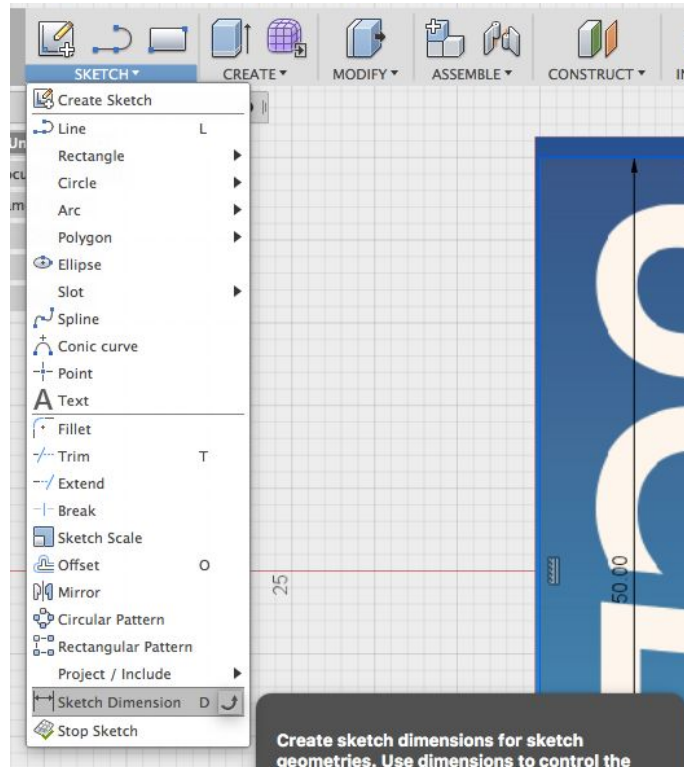 SKETCH
CREATE
MODIFY
ASSEMBLE
CONSTRUCT
Create Sketch
Line L
Rectangle
Circle
Arc
Polygon
Ellipse
Slot
Spline
Conic curve
Point
Text
Fillet
Trim T
Extend
Break
Sketch Scale
Offset O
Mirror
Circular Pattern
Rectangular Pattern
Project / Include
Sketch Dimension D
Stop Sketch
25
50.00
Create sketch dimensions for sketch
geometries. Use dimensions to control the